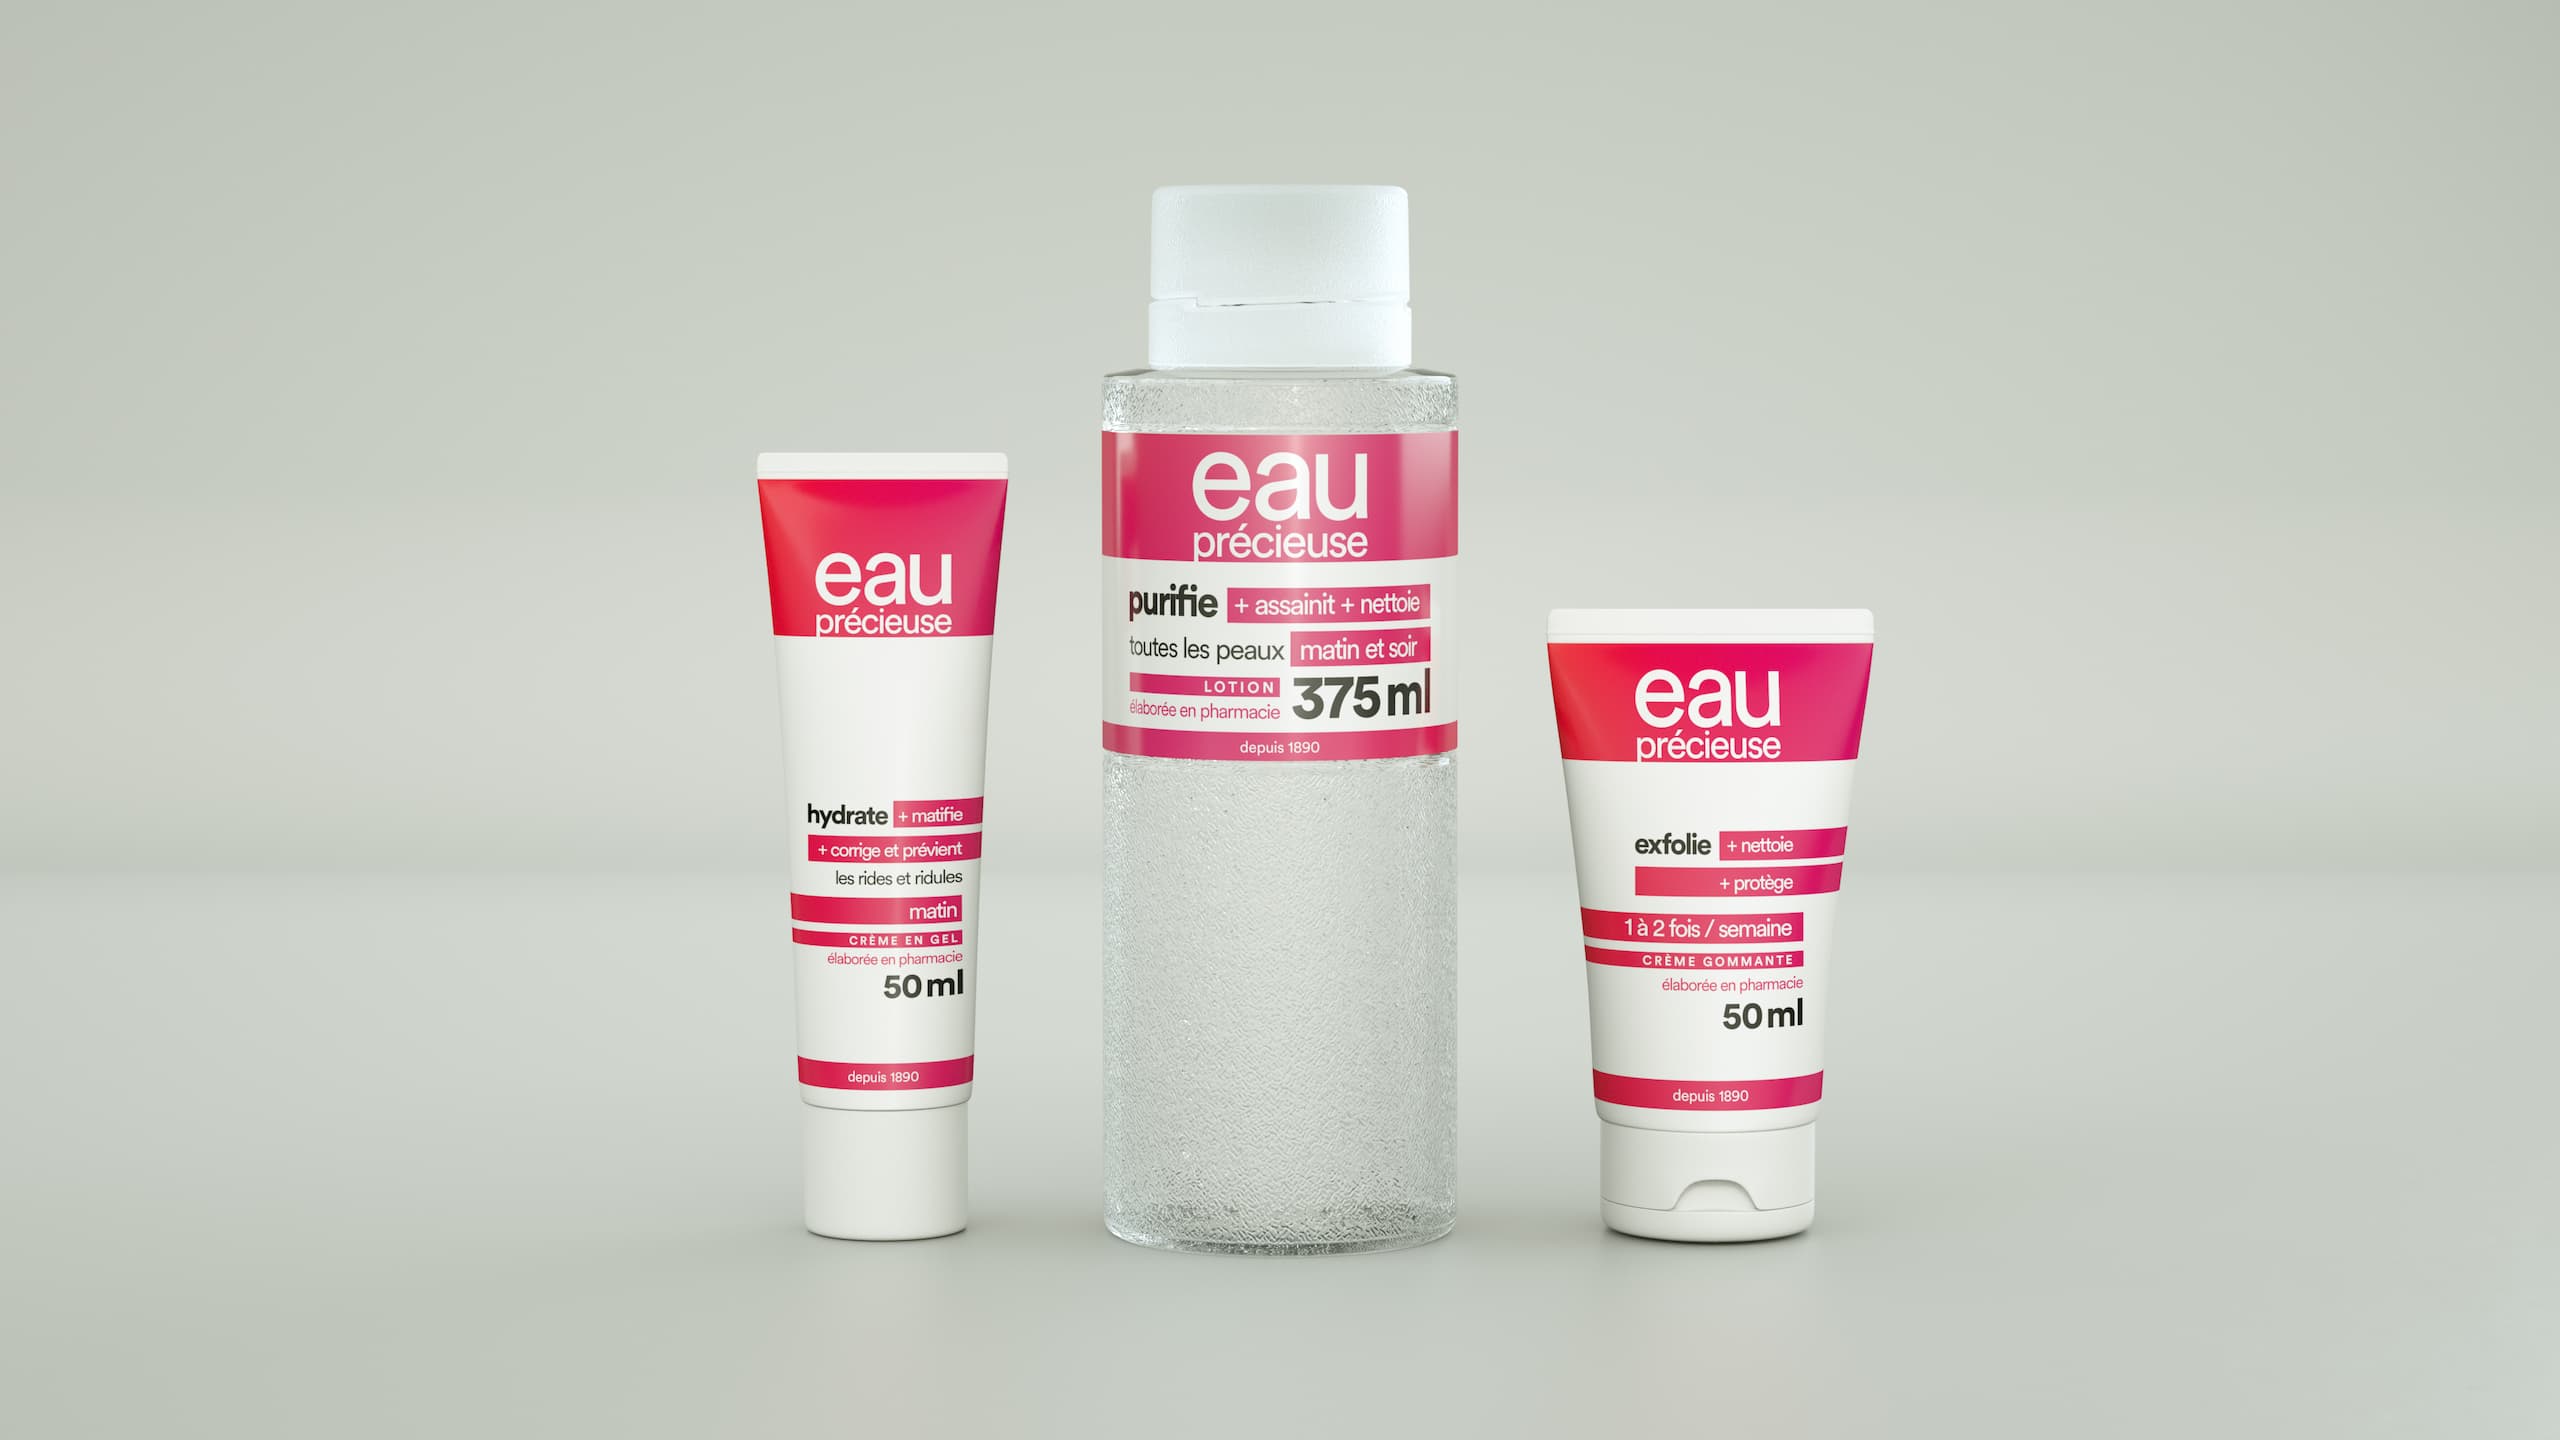 eau
précieuse
hydrate + matifie
+ corrige et prévient
les rides et ridules
matin
CRÈME EN GEL
élaborée en pharmacie
50 ml
depuis 1890
eau
précieuse
purifie + assainit + nettoie
toutes les peaux matin et soir
LOTION
élaborée en pharmacie 375 ml
depuis 1890
eau
précieuse
exfolie + nettoie
+ protège
1 à 2 fois / semaine
CRÈME GOMMANTE
élaborée en pharmacie
50 ml
depuis 1890